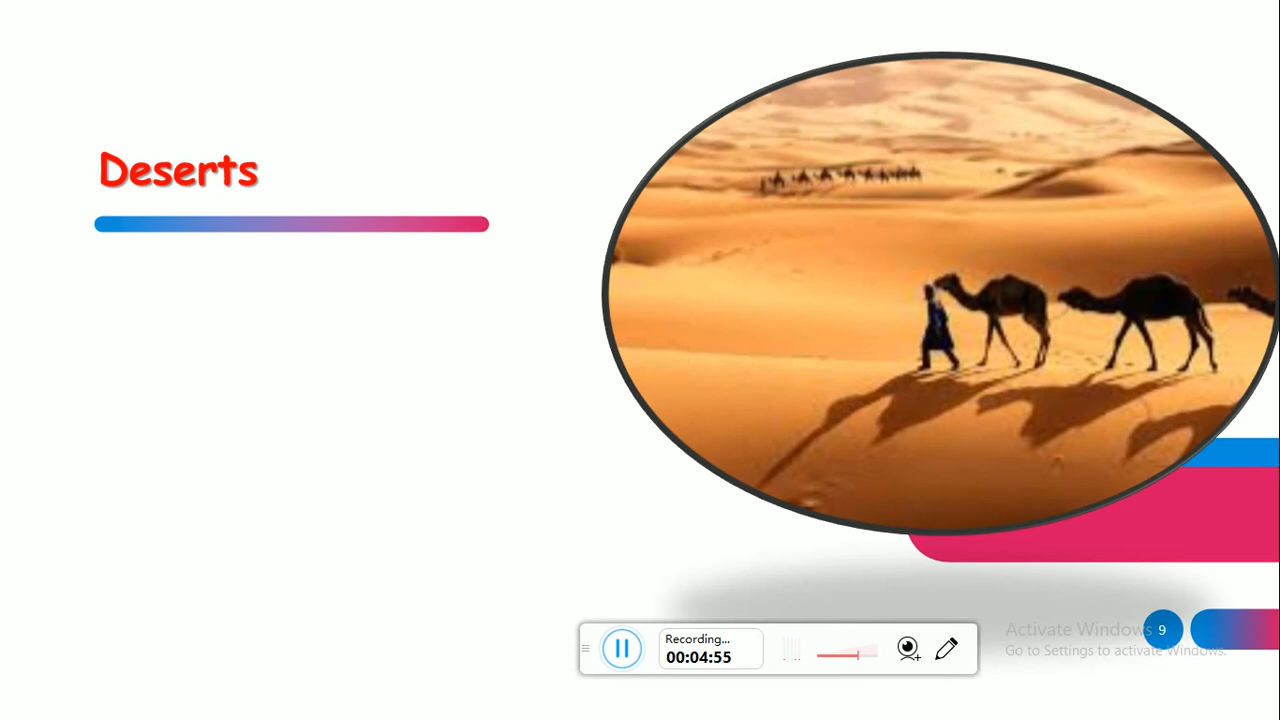 Deserts
Recording...
00:04:55
Activate Windows
9
Go to Settings to activate Windows.